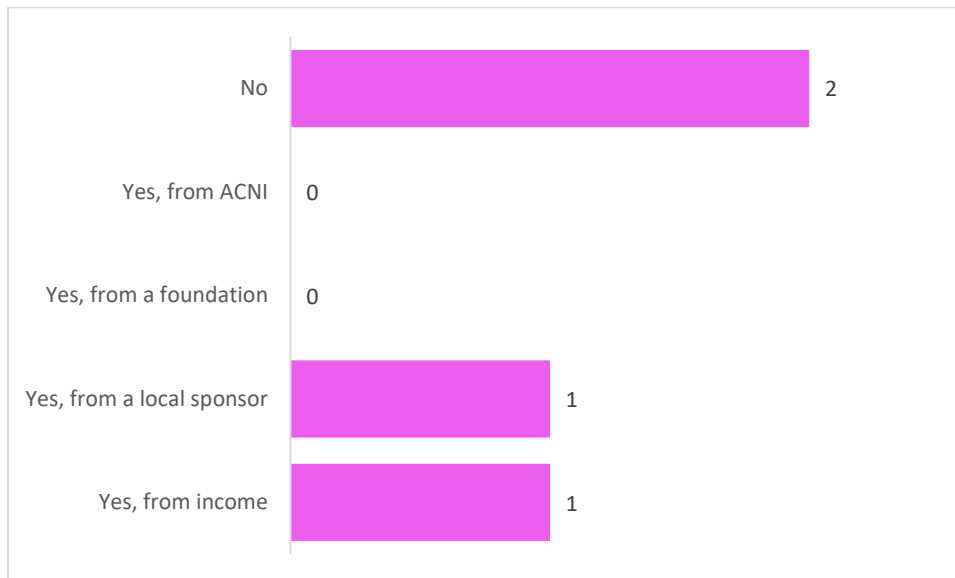 No 2
Yes, from ACNI 0
Yes, from a foundation 0
Yes, from a local sponsor 1
Yes, from income 1